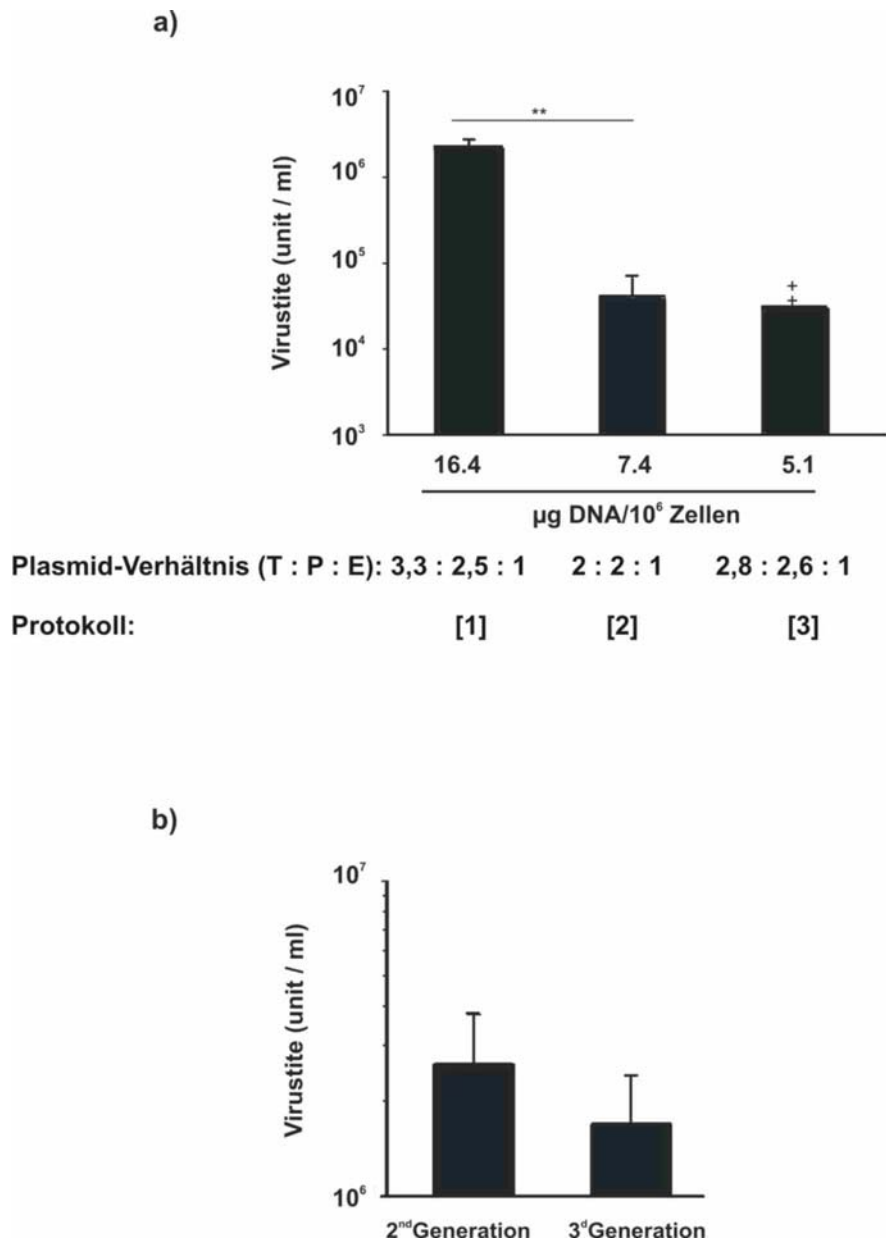 a)
10⁷
**
10⁶
10⁵
10⁴
10³
Virustite (unit / ml)
+
+
16.4 7.4 5.1
µg DNA/10⁶ Zellen
Plasmid-Verhältnis (T : P : E): 3,3 : 2,5 : 1 2 : 2 : 1 2,8 : 2,6 : 1
Protokoll: [1] [2] [3]
b)
10⁷
Virustite (unit / ml)
10⁶
2ⁿᵈGeneration 3ᵈGeneration